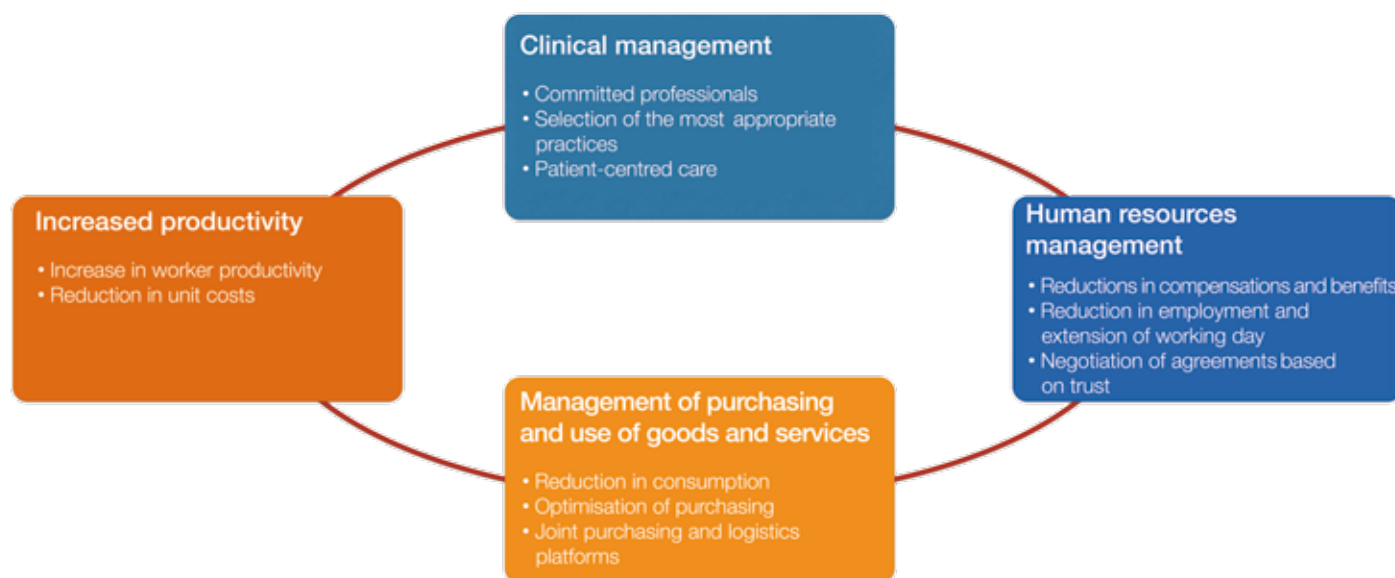 Clinical management
• Committed professionals
• Selection of the most appropriate
practices
• Patient-centred care
Increased productivity
• Increase in worker productivity
• Reduction in unit costs
Human resources
management
• Reductions in compensations and benefits
• Reduction in employment and
extension of working day
• Negotiation of agreements based
on trust
Management of purchasing
and use of goods and services
• Reduction in consumption
• Optimisation of purchasing
• Joint purchasing and logistics
platforms